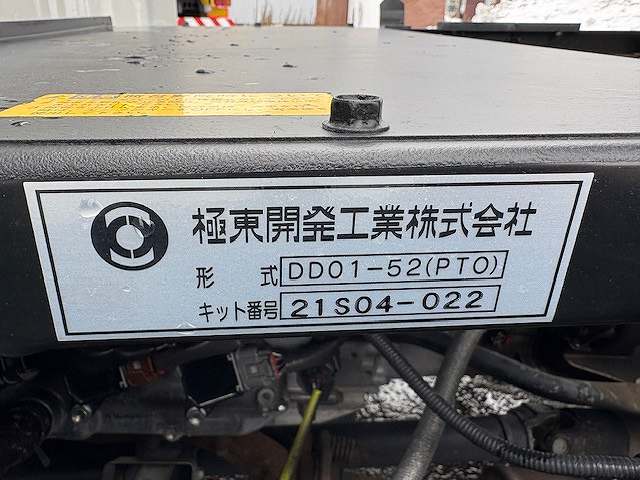 極東開発工業株式会社
形 式 DD01-52(PTO)
キット番号 21S04-022